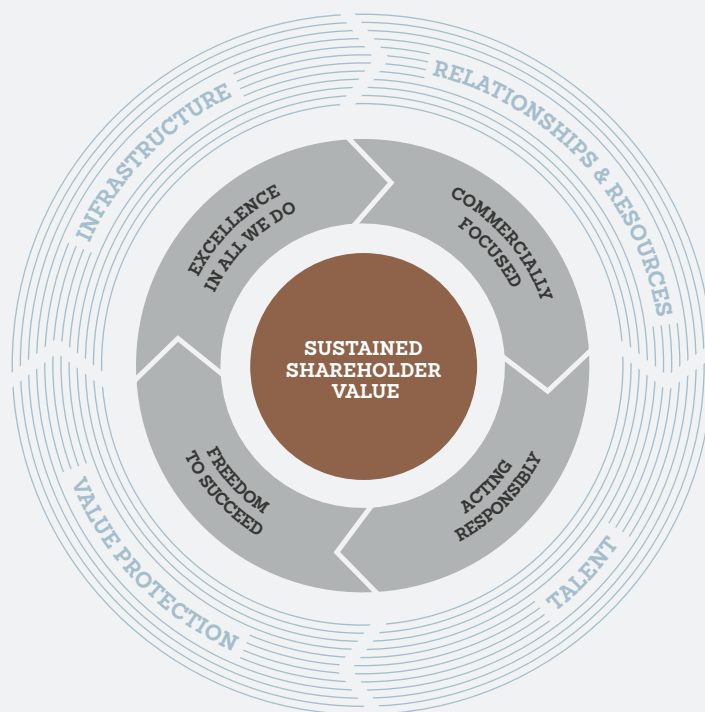 INFRASTRUCTURE
RELATIONSHIPS & RESOURCES
EXCELLENCE
IN ALL WE DO
COMMERCIALLY
FOCUSED
SUSTAINED
SHAREHOLDER
VALUE
FREEDOM
TO SUCCEED
ACTING
RESPONSIBLY
VALUE PROTECTION
TALENT